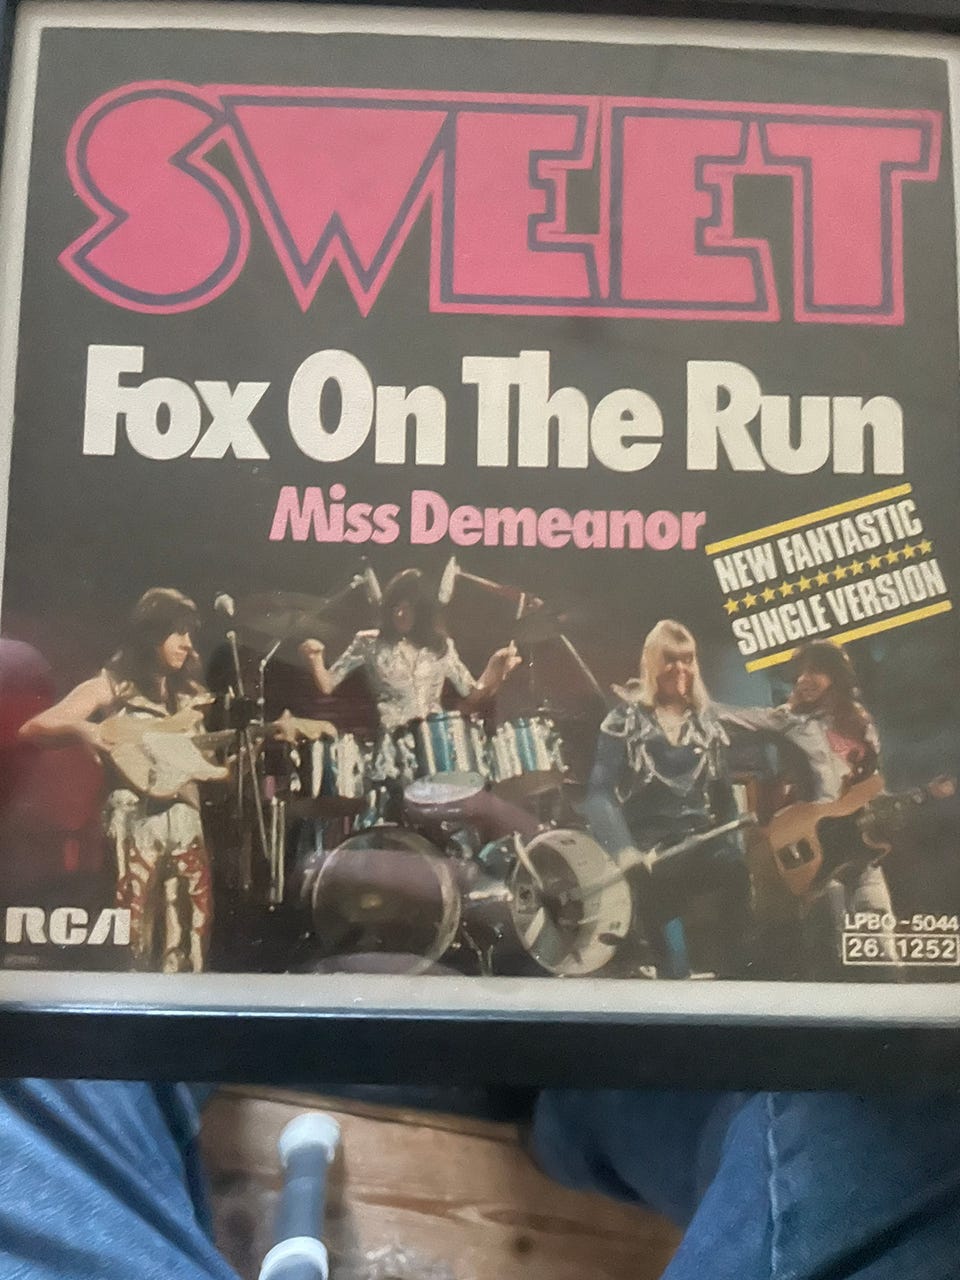 SWEET
Fox On The Run
Miss Demeanor
NEW FANTASTIC
SINGLE VERSION
RCA
LPBO-5044
26.11252